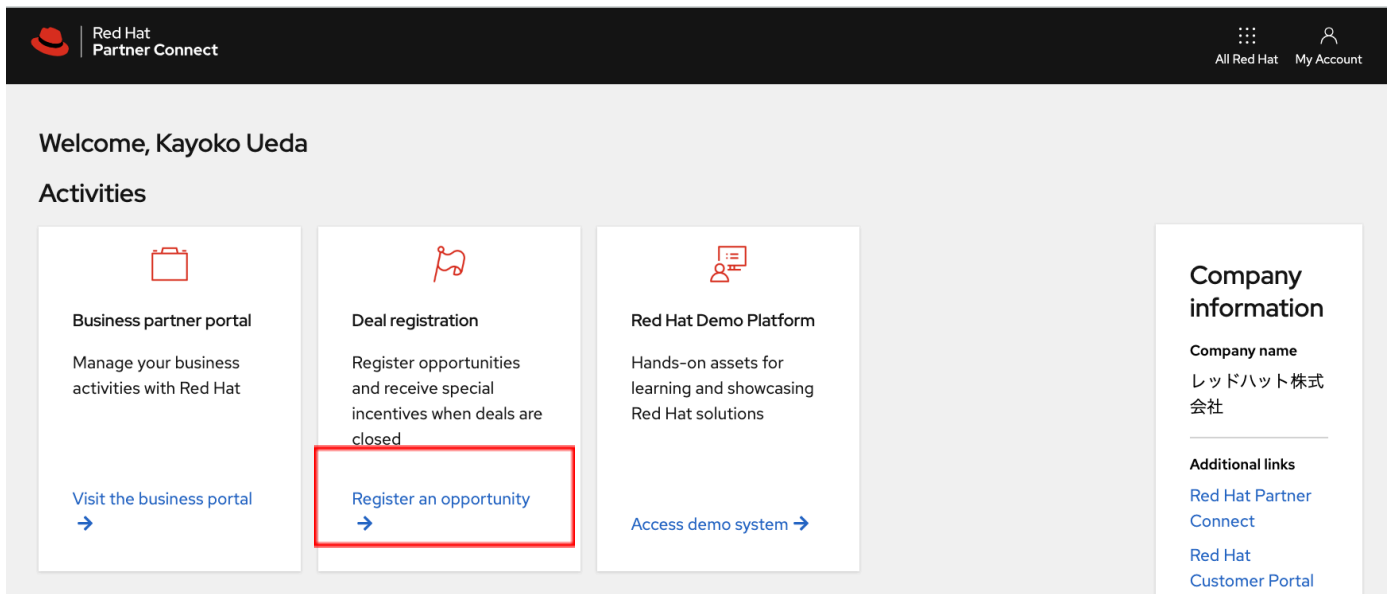 Red Hat
Partner Connect
All Red Hat
My Account
Welcome, Kayoko Ueda
Activities
Business partner portal
Manage your business
activities with Red Hat
Visit the business portal
Deal registration
Register opportunities
and receive special
incentives when deals are
closed
Register an opportunity
Red Hat Demo Platform
Hands-on assets for
learning and showcasing
Red Hat solutions
Access demo system
Company
information
Company name
レッドハット株式
会社
Additional links
Red Hat Partner
Connect
Red Hat
Customer Portal